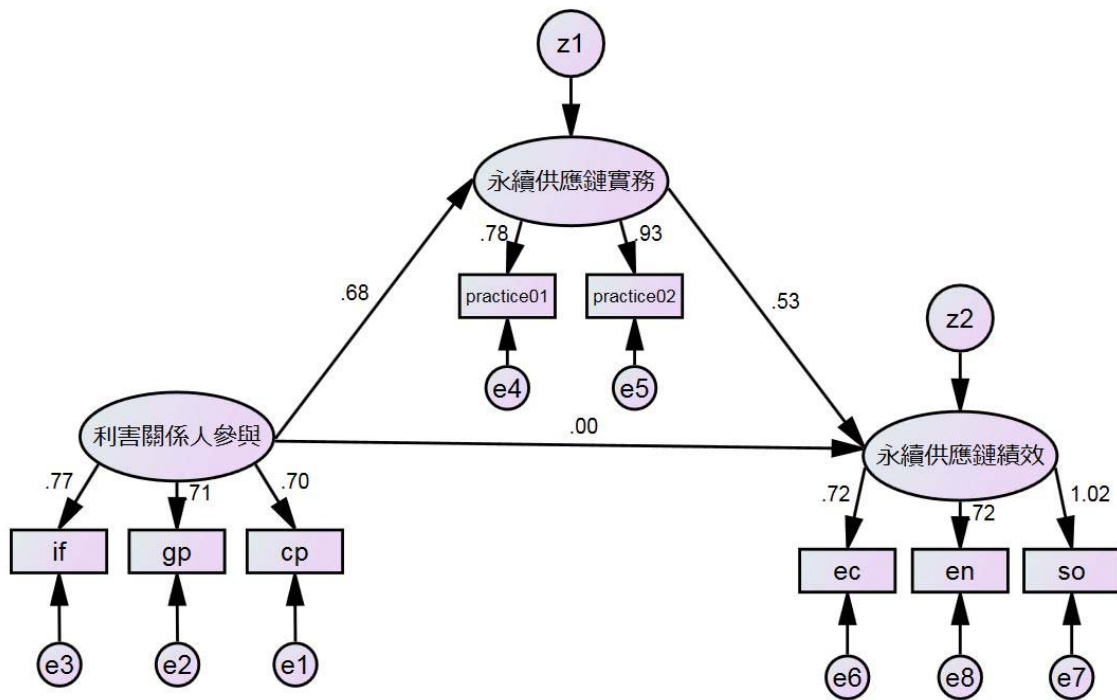 z1
永續供應鏈實務
.78
.93
practice01
practice02
e4
e5
.68
.53
z2
利害關係人參與
.00
永續供應鏈績效
.77
.71
.70
if
gp
cp
e3
e2
e1
.72
.72
1.02
ec
en
so
e6
e8
e7